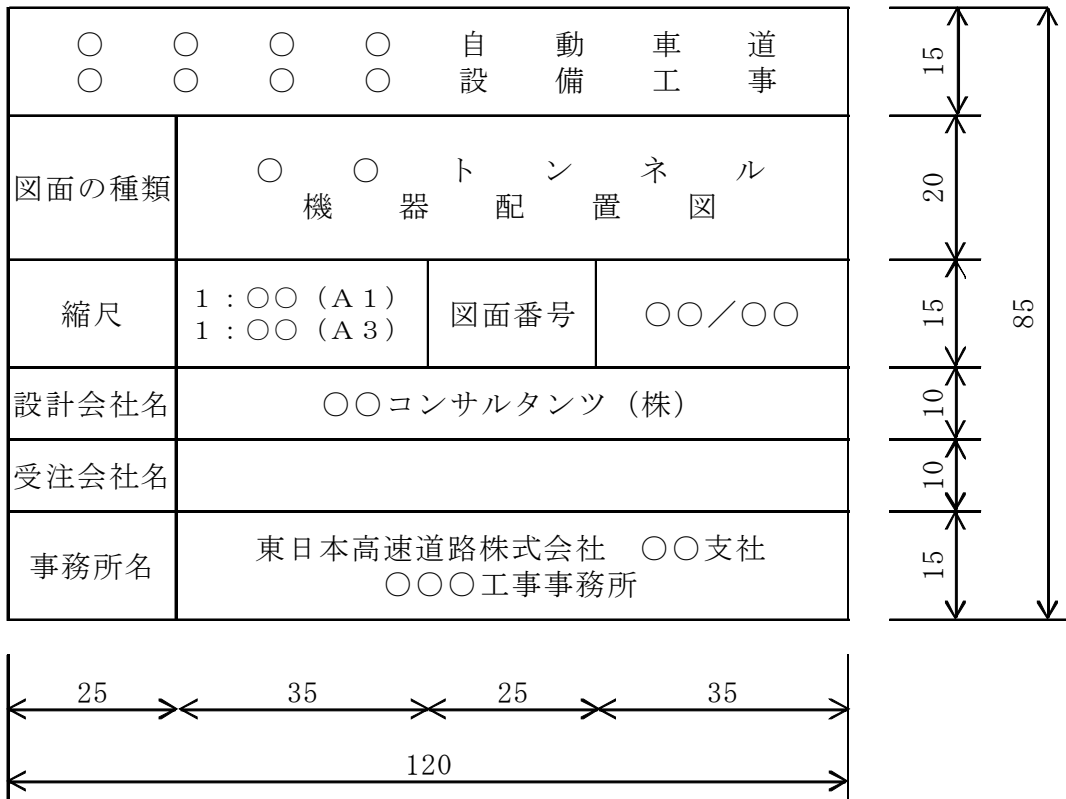 ○ ○ ○ ○ 自 動 車 道
○ ○ ○ ○ 設 備 工 事
図面の種類
○ ○ ト ン ネ ル
機 器 配 置 図
縮尺
1:○○(A1)
1:○○(A3)
図面番号
○○/○○
設計会社名
○○コンサルタンツ(株)
受注会社名
事務所名
東日本高速道路株式会社 ○○支社
○○○工事事務所
15
20
15
10
10
15
85
25
35
25
35
120